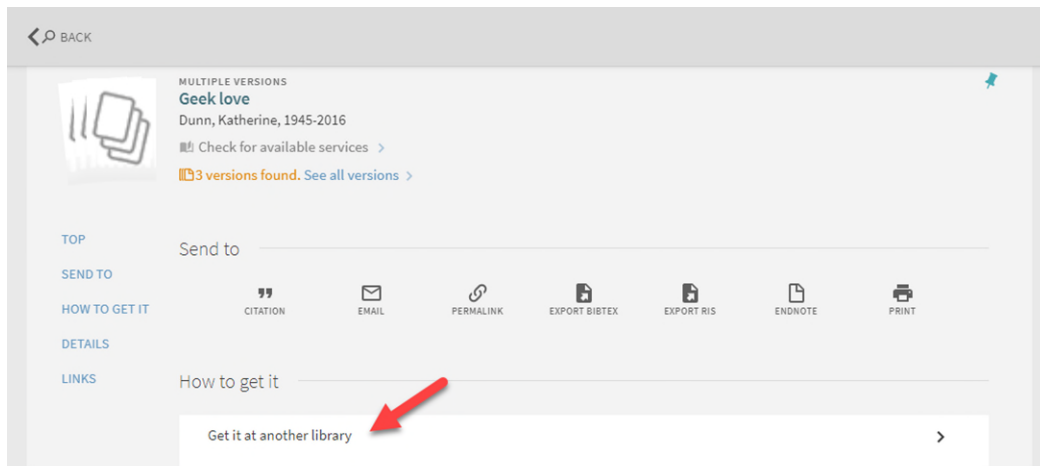 BACK
MULTIPLE VERSIONS
Geek love
Dunn, Katherine, 1945-2016
Check for available services >
3 versions found. See all versions >
TOP
SEND TO
HOW TO GET IT
DETAILS
LINKS
Send to
CITATION
EMAIL
PERMALINK
EXPORT BIBTEX
EXPORT RIS
ENDNOTE
PRINT
How to get it
Get it at another library